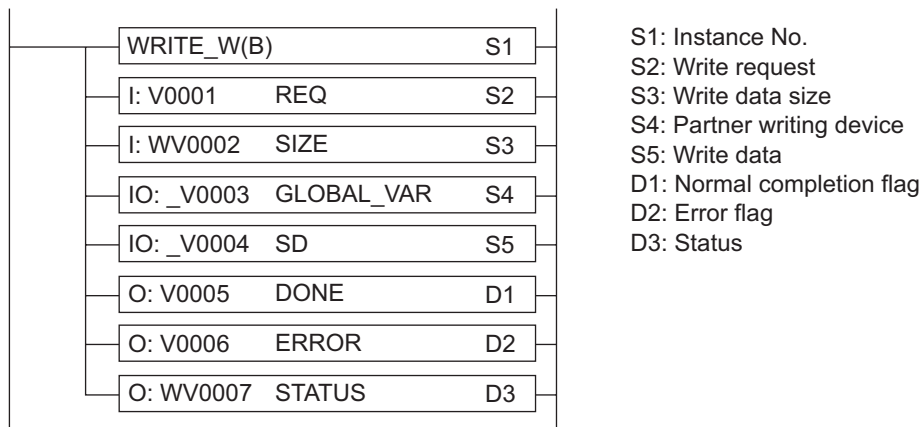 WRITE_W(B) S1
I: V0001 REQ S2
I: WV0002 SIZE S3
IO: _V0003 GLOBAL_VAR S4
IO: _V0004 SD S5
O: V0005 DONE D1
O: V0006 ERROR D2
O: WV0007 STATUS D3
S1: Instance No.
S2: Write request
S3: Write data size
S4: Partner writing device
S5: Write data
D1: Normal completion flag
D2: Error flag
D3: Status